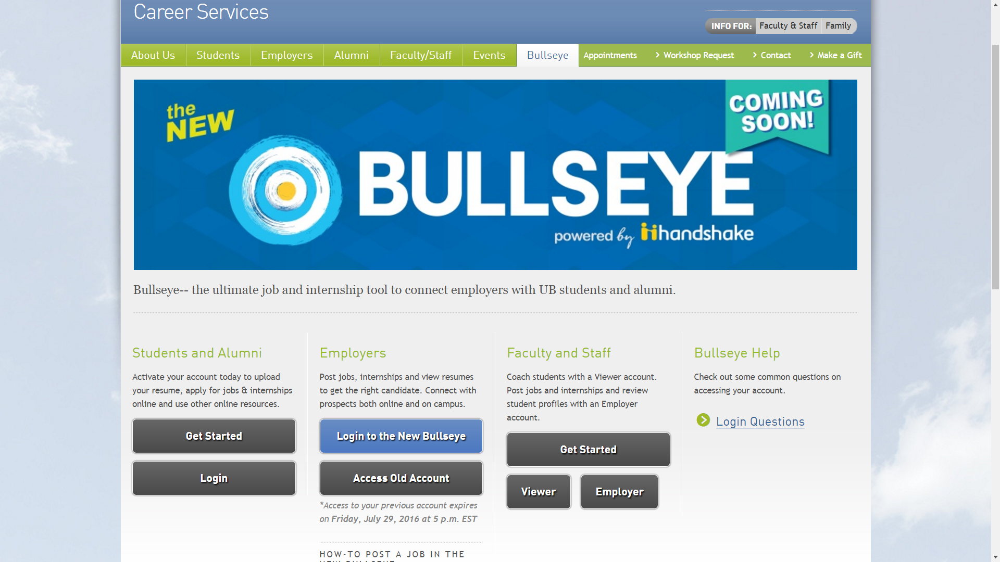 Career Services
INFO FOR: Faculty & Staff Family
About Us Students Employers Alumni Faculty/Staff Events Bullseye Appointments Workshop Request Contact Make a Gift
the
NEW
COMING
SOON!
BULLSEYE
powered by handshake
Bullseye-- the ultimate job and internship tool to connect employers with UB students and alumni.
Students and Alumni
Activate your account today to upload
your resume, apply for jobs & internships
online and use other online resources.
Get Started
Login
Employers
Post jobs, internships and view resumes
to get the right candidate. Connect with
prospects both online and on campus.
Login to the New Bullseye
Access Old Account
*Access to your previous account expires
on Friday, July 29, 2016 at 5 p.m. EST
HOW-TO POST A JOB IN THE
NEW BULLSEYE
Faculty and Staff
Coach students with a Viewer account.
Post jobs and internships and review
student profiles with an Employer
account.
Get Started
Viewer Employer
Bullseye Help
Check out some common questions on
accessing your account.
Login Questions